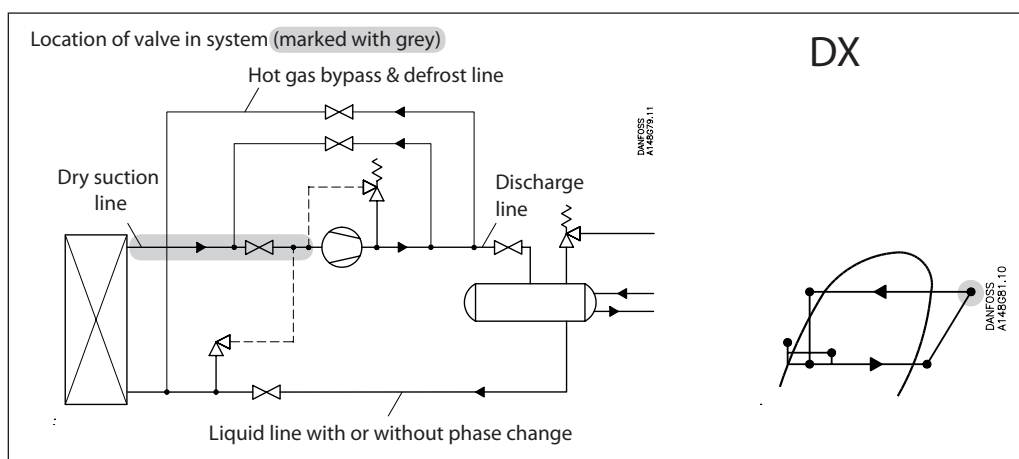 Location of valve in system (marked with grey)
DX
Hot gas bypass & defrost line
DANFOSS
A148G79.11
Dry suction
line
Discharge
line
DANFOSS
A148G81.10
Liquid line with or without phase change